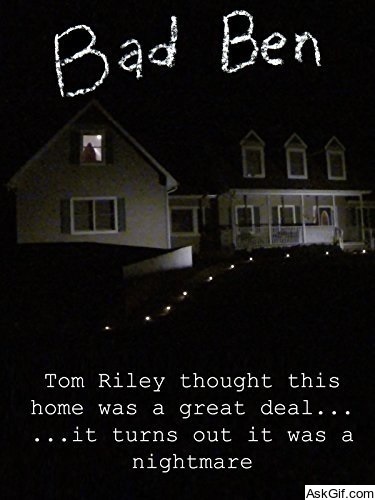 Bad Ben
Tom Riley thought this
home was a great deal...
...it turns out it was a
nightmare
AskGif.com